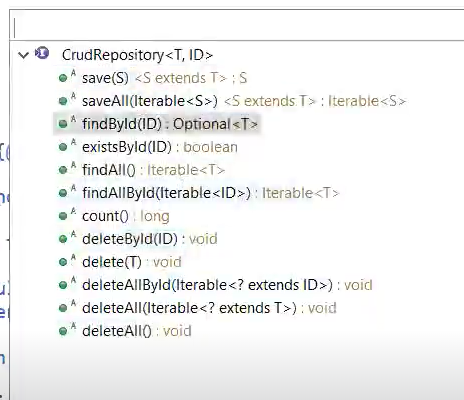 CrudRepository<T, ID>
A save(S) <S extends T> : S
A saveAll(Iterable<S>) <S extends T> : Iterable<S>
A findById(ID) : Optional<T>
A existsById(ID) : boolean
A findAll() : Iterable<T>
A findAllById(Iterable<ID>) : Iterable<T>
A count() : long
A deleteById(ID) : void
A delete(T) : void
A deleteAllById(Iterable<? extends ID>) : void
A deleteAll(Iterable<? extends T>) : void
A deleteAll() : void